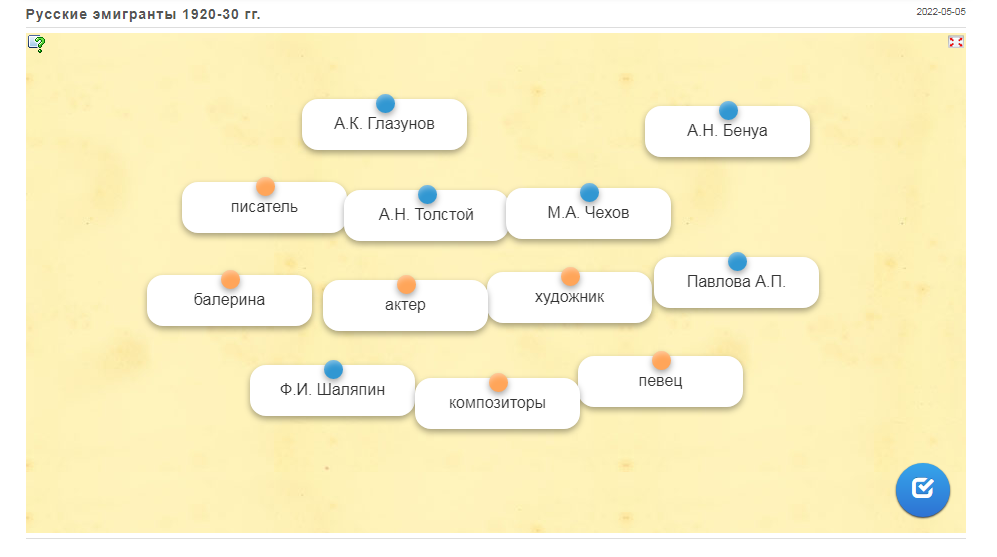 Русские эмигранты 1920-30 гг.
2022-05-05
А.К. Глазунов
А.Н. Бенуа
писатель
А.Н. Толстой
М.А. Чехов
Павлова А.П.
балерина
актер
художник
Ф.И. Шаляпин
композиторы
певец